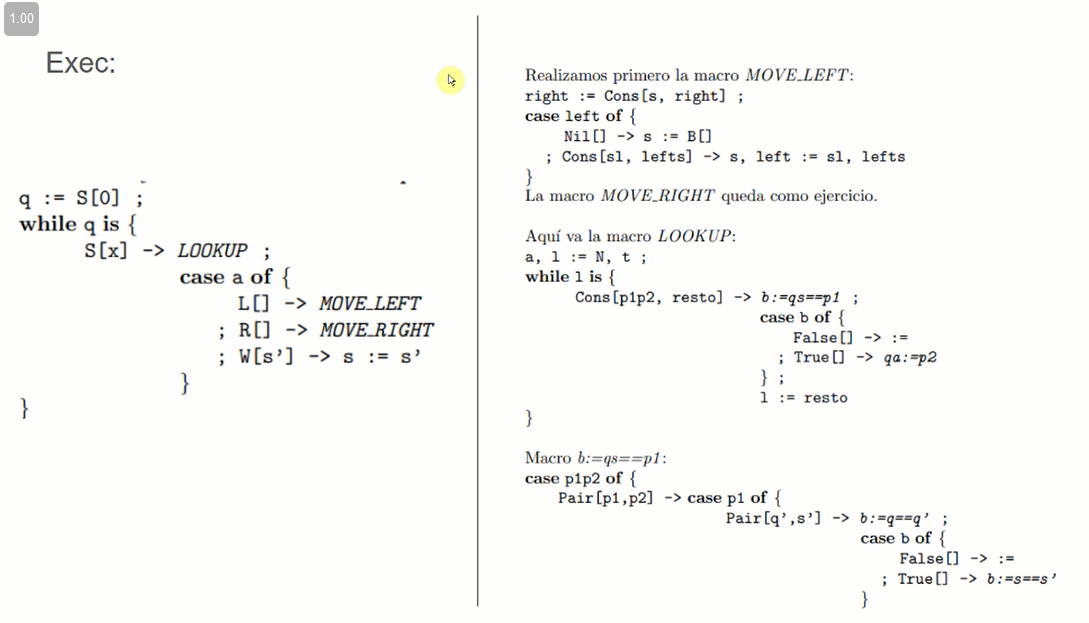 1.00
Exec:
q := S[0] ;
while q is {
S[x] -> LOOKUP ;
case a of {
L[] -> MOVE_LEFT
; R[] -> MOVE_RIGHT
; W[s’] -> s := s’
}
}
Realizamos primero la macro MOVE_LEFT:
right := Cons[s, right] ;
case left of {
Nil[] -> s := B[]
; Cons[sl, lefts] -> s, left := sl, lefts
}
La macro MOVE_RIGHT queda como ejercicio.
Aquí va la macro LOOKUP:
a, l := N, t ;
while l is {
Cons[p1p2, resto] -> b:=qs==p1 ;
case b of {
False[] -> :=
; True[] -> qa:=p2
} ;
l := resto
}
Macro b:=qs==p1:
case p1p2 of {
Pair[p1,p2] -> case p1 of {
Pair[q’,s’] -> b:=q==q’ ;
case b of {
False[] -> :=
; True[] -> b:=s==s’
}